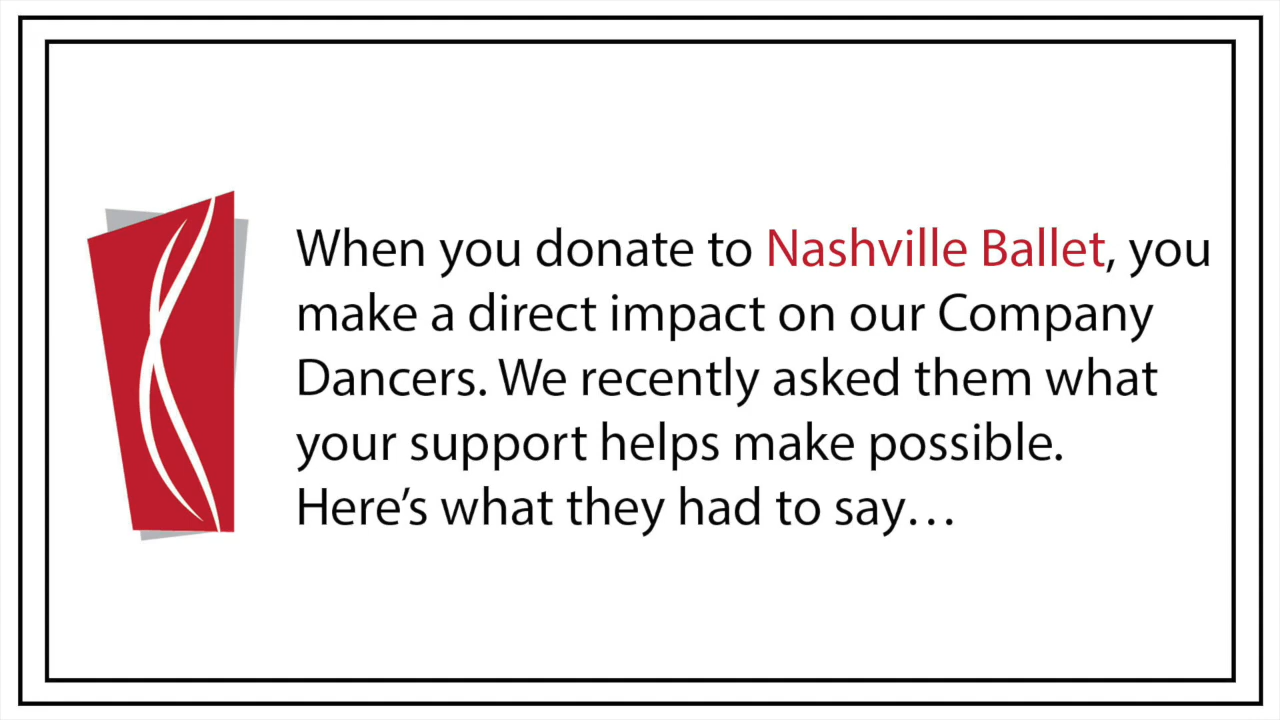 When you donate to Nashville Ballet, you
make a direct impact on our Company
Dancers. We recently asked them what
your support helps make possible.
Here’s what they had to say…